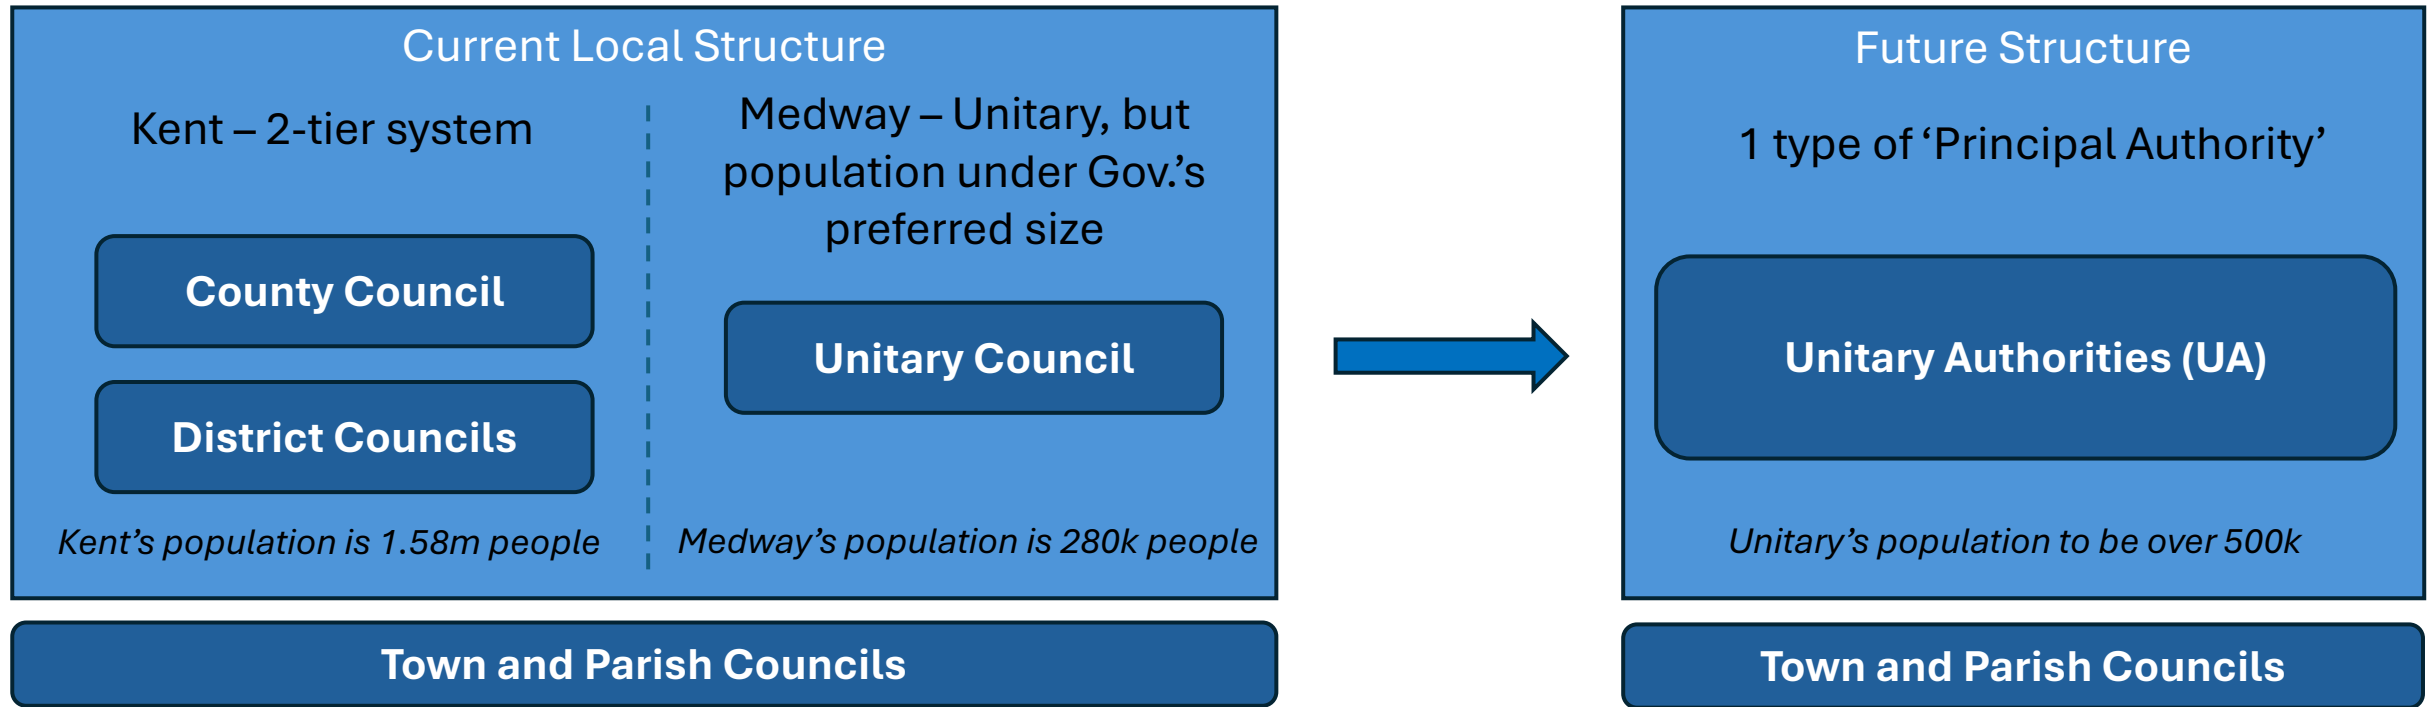 Current Local Structure
Kent – 2-tier system
County Council
District Councils
Kent’s population is 1.58m people
Medway – Unitary, but
population under Gov.’s
preferred size
Unitary Council
Medway’s population is 280k people
Town and Parish Councils
Future Structure
1 type of ‘Principal Authority’
Unitary Authorities (UA)
Unitary’s population to be over 500k
Town and Parish Councils